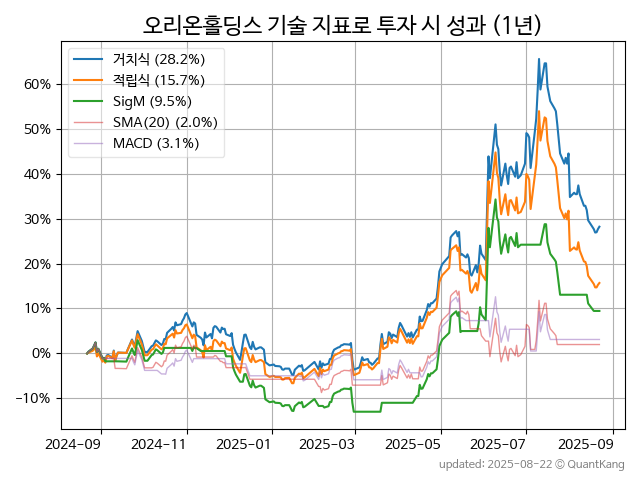 오리온홀딩스 기술 지표로 투자 시 성과 (1년)
거치식 (28.2%)
적립식 (15.7%)
SigM (9.5%)
SMA(20) (2.0%)
MACD (3.1%)
60%
50%
40%
30%
20%
10%
0%
−10%
2024-09 2024-11 2025-01 2025-03 2025-05 2025-07 2025-09
updated: 2025-08-22 © QuantKang